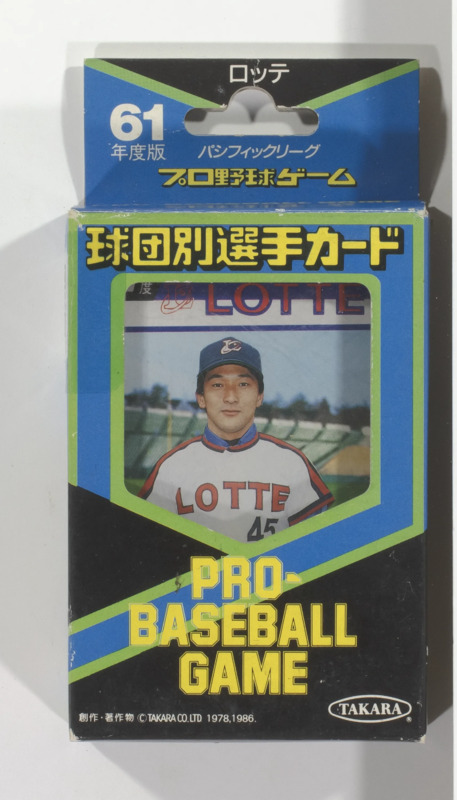 ロッテ
61
年度版
パシフィックリーグ
プロ野球ゲーム
球団別選手カード
度
LOTTE
LOTTE
45
PRO-
BASEBALL
GAME
TAKARA
創作・著作物 ©TAKARA CO.LTD 1978,1986.